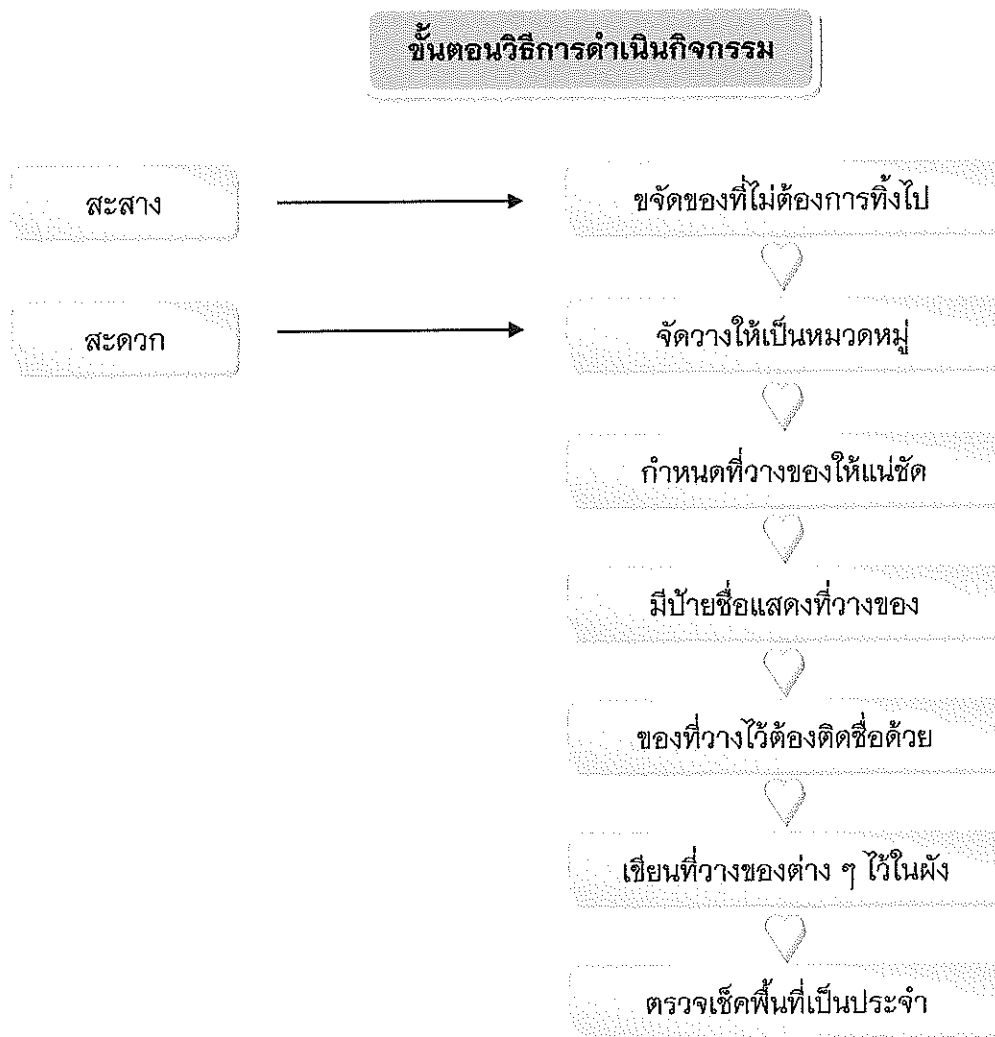 ขั้นตอนวิธีการดำเนินกิจกรรม
สะสาง
ขจัดของที่ไม่ต้องการทิ้งไป
สะดวก
จัดวางให้เป็นหมวดหมู่
กำหนดที่วางของให้แน่ชัด
มีป้ายชื่อแสดงที่วางของ
ของที่วางไว้ต้องติดชื่อด้วย
เขียนที่วางของต่าง ๆ ไว้ในผัง
ตรวจเช็คพื้นที่เป็นประจำ